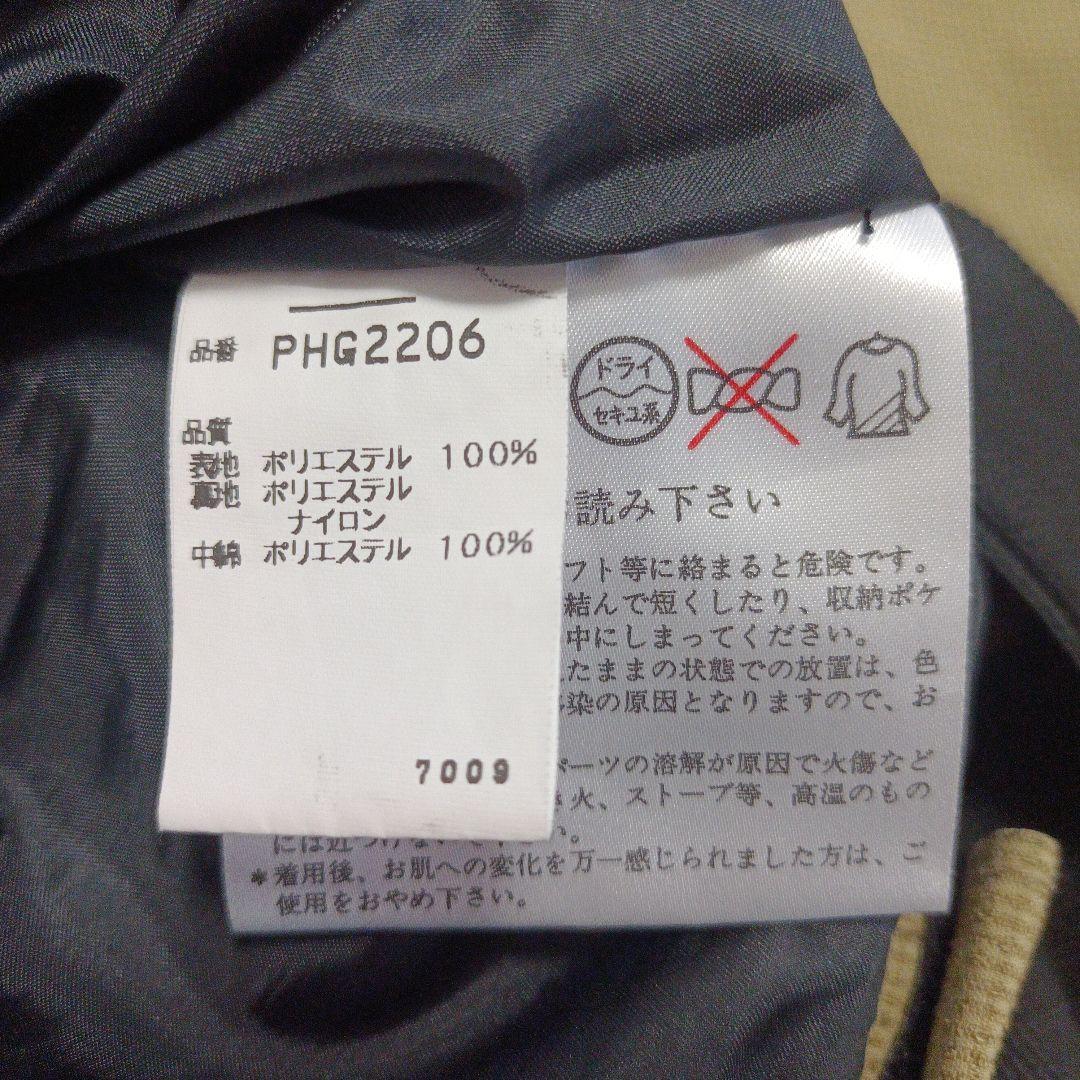 品番 PHG2206
品質
表地 ポリエステル 100%
裏地 ポリエステル
ナイロン
中綿 ポリエステル 100%
7009
ドライ
セキユ系
読み下さい
フト等に絡まると危険です。
結んで短くしたり、収納ポケ
中にしまってください。
たままの状態での放置は、色
染の原因となりますので、お
パーツの溶解が原因で火傷など
火、ストーブ等、高温のもの
には近づけないで
*着用後、お肌への変化を万一感じられました方は、ご
使用をおやめ下さい。